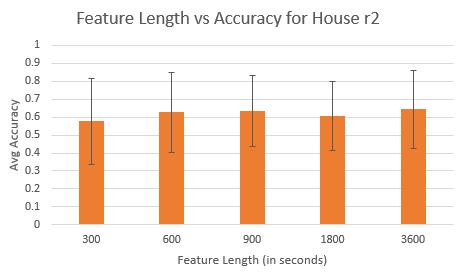 Feature Length vs Accuracy for House r2
1
0.9
0.8
0.7
0.6
0.5
0.4
0.3
0.2
0.1
0
Avg Accuracy
300 600 900 1800 3600
Feature Length (in seconds)